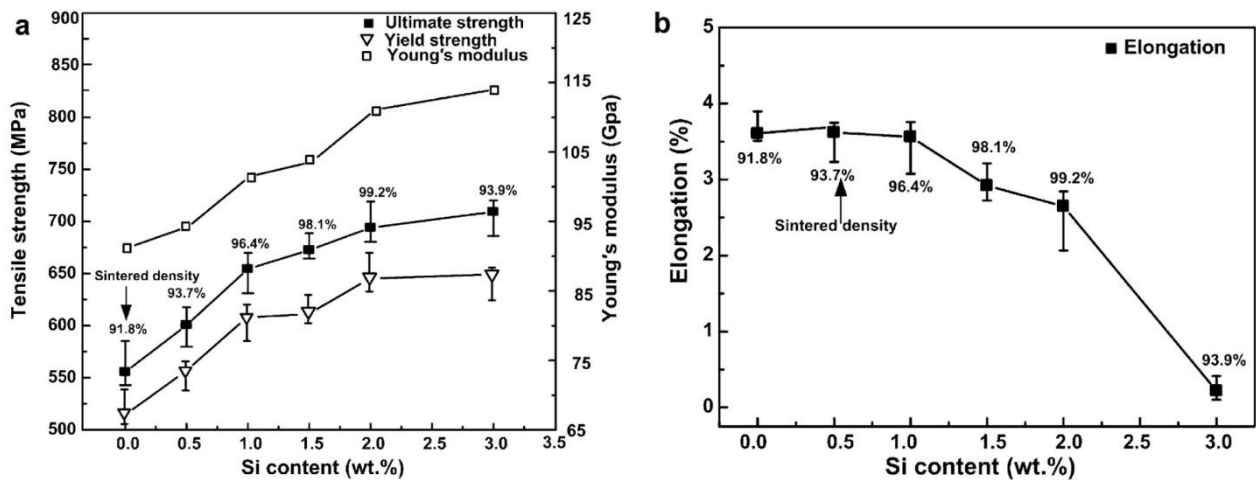 a
900
850
800
750
700
650
600
550
500
Tensile strength (MPa)
Ultimate strength
Yield strength
Young's modulus
Sintered density
91.8%
93.7%
96.4%
98.1%
99.2%
93.9%
125
115
105
95
85
75
65
Young's modulus (Gpa)
0.0 0.5 1.0 1.5 2.0 2.5 3.0 3.5
Si content (wt.%)
b
5
4
3
2
1
0
Elongation (%)
Elongation
91.8%
93.7%
96.4%
98.1%
99.2%
93.9%
Sintered density
0.0 0.5 1.0 1.5 2.0 2.5 3.0
Si content (wt.%)